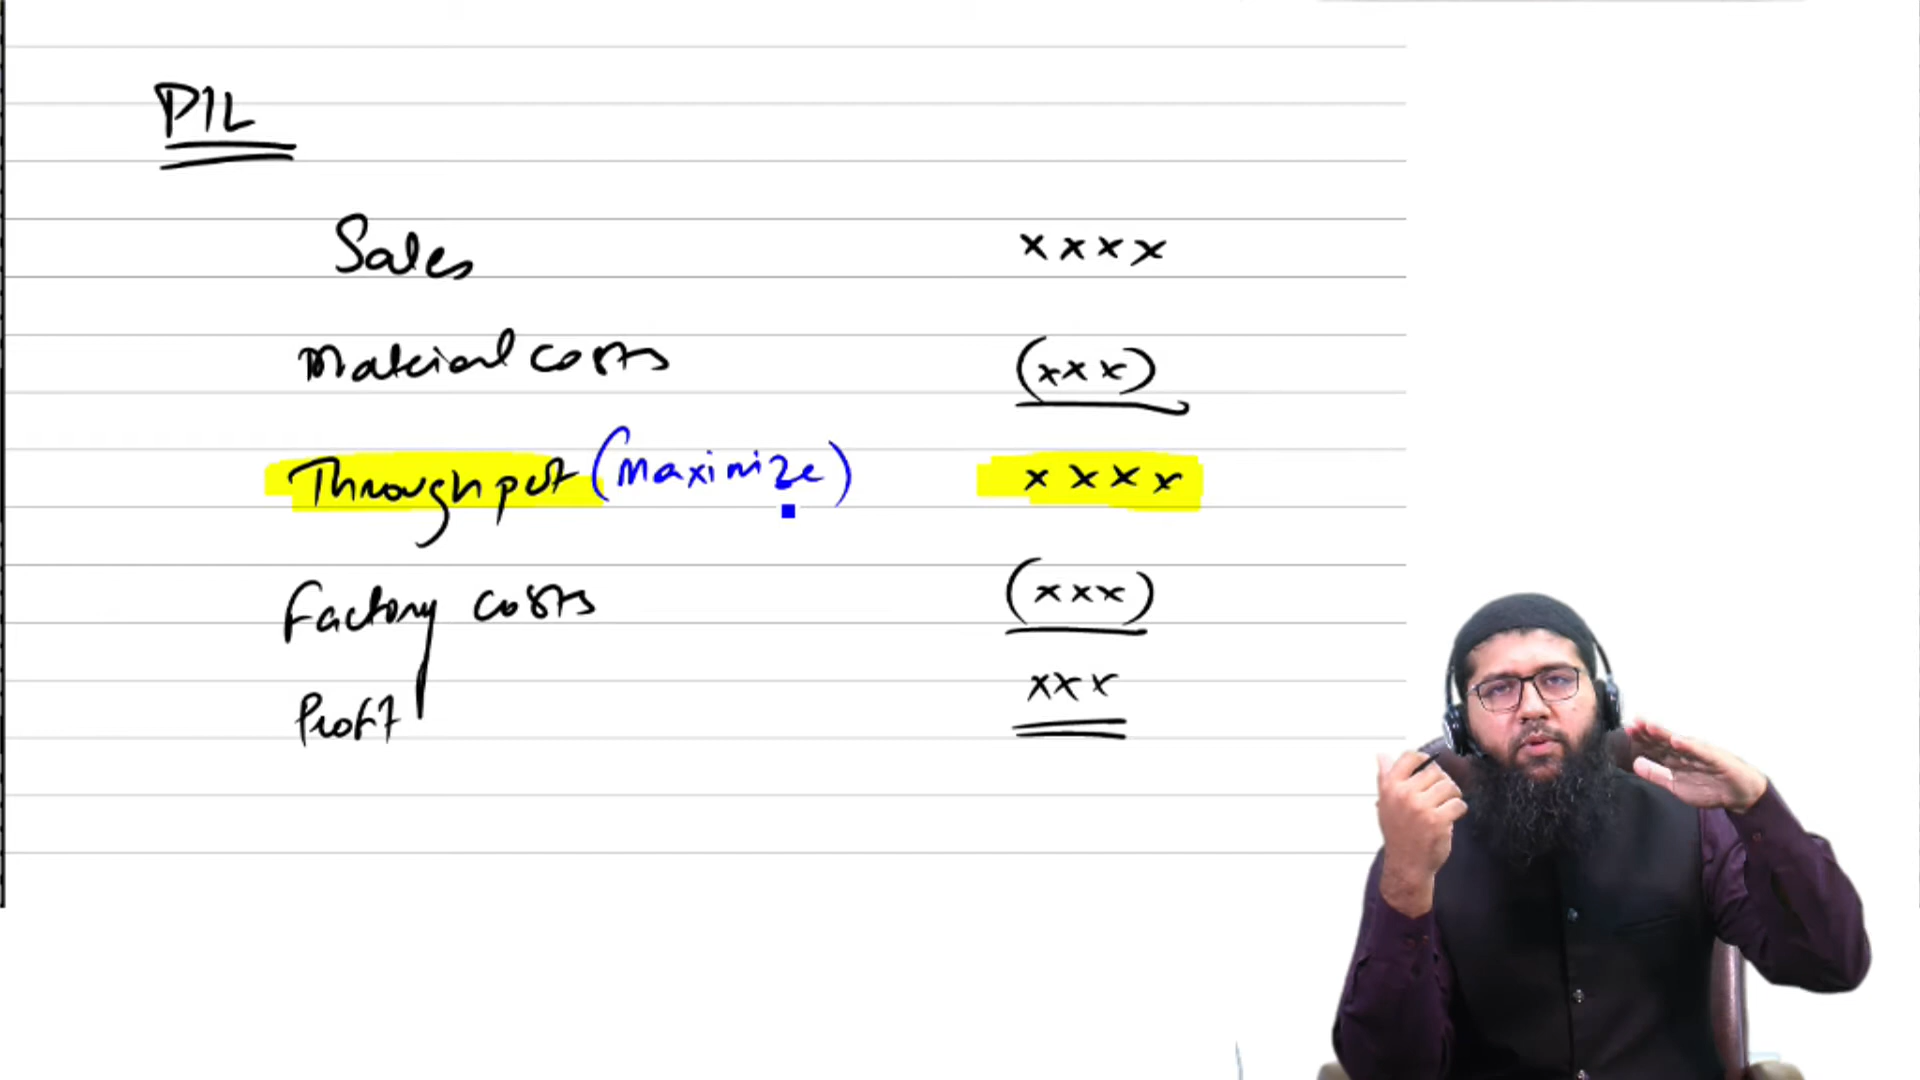 P/L
Sales xxxx
Material costs (xxx)
Throughput (Maximize) xxxx
Factory costs (xxx)
Profit xxx